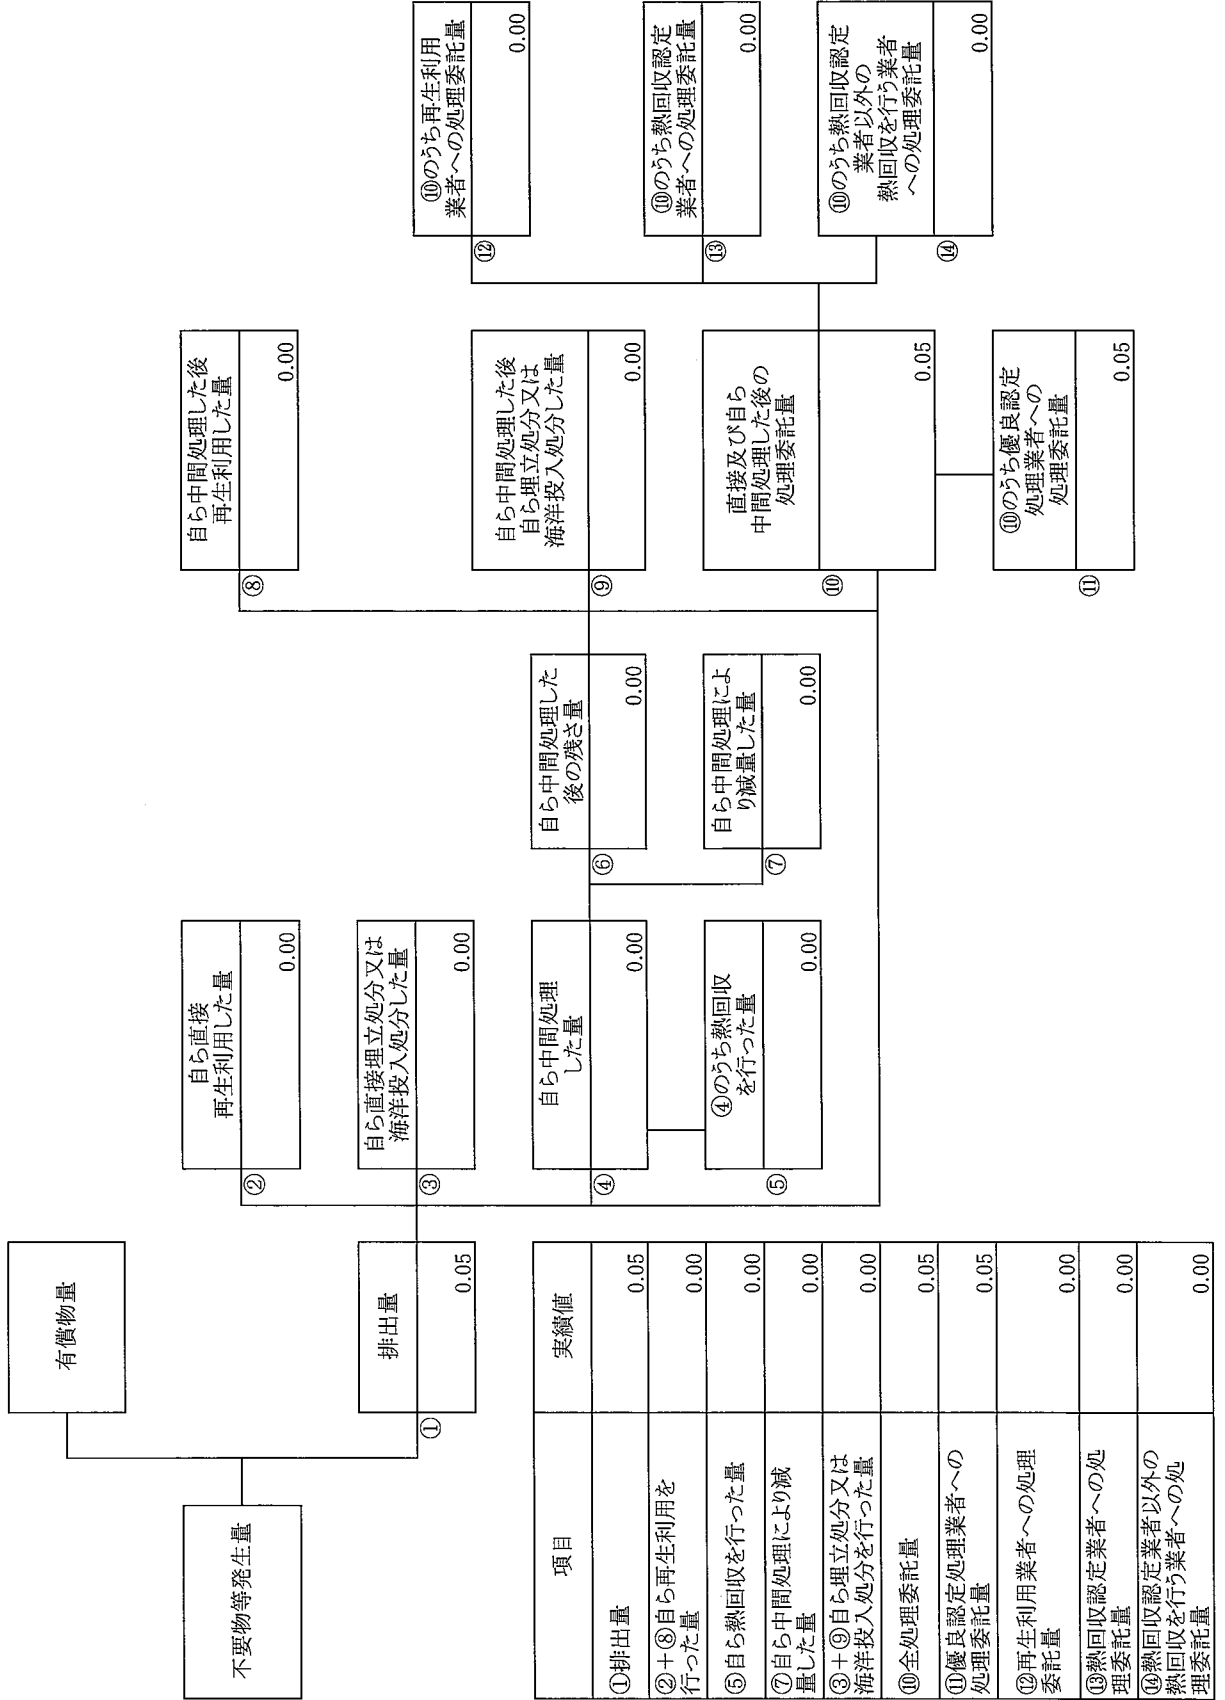 不要物等発生量
有償物量
排出量
①
0.05
自ら直接
再生利用した量
②
0.00
自ら直接埋立処分又は
海洋投入処分した量
③
0.00
自ら中間処理
した量
④
0.00
④のうち熱回収
を行った量
⑤
0.00
自ら中間処理した
後の残さ量
⑥
0.00
自ら中間処理によ
り減量した量
⑦
0.00
自ら中間処理した後
再生利用した量
⑧
0.00
自ら中間処理した後
自ら埋立処分又は
海洋投入処分した量
⑨
0.00
直接及び自ら
中間処理した後の
処理委託量
⑩
0.05
⑩のうち優良認定
処理業者への
処理委託量
⑪
0.05
⑩のうち再生利用
業者への処理委託量
⑫
0.00
⑩のうち熱回収認定
業者への処理委託量
⑬
0.00
⑩のうち熱回収認定
業者以外の
熱回収を行う業者
への処理委託量
⑭
0.00
項目 実績値
①排出量 0.05
②+⑧自ら再生利用を
行った量 0.00
⑤自ら熱回収を行った量 0.00
⑦自ら中間処理により減
量した量 0.00
③+⑨自ら埋立処分又は
海洋投入処分を行った量 0.00
⑩全処理委託量 0.05
⑪優良認定処理業者への
処理委託量 0.05
⑫再生利用業者への処理
委託量 0.00
⑬熱回収認定業者への処
理委託量 0.00
⑭熱回収認定業者以外の
熱回収を行う業者への処
理委託量 0.00